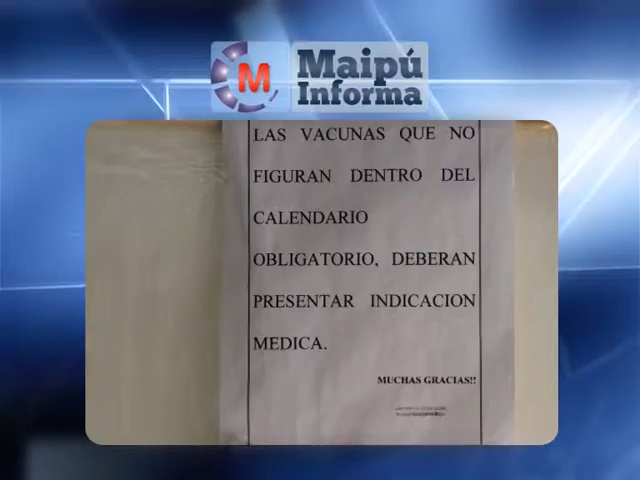 Maipú
Informa
LAS VACUNAS QUE NO
FIGURAN DENTRO DEL
CALENDARIO
OBLIGATORIO, DEBERAN
PRESENTAR INDICACION
MEDICA.
MUCHAS GRACIAS!!